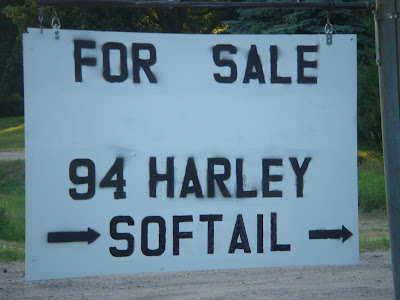 FOR SALE
94 HARLEY
→ SOFTAIL →